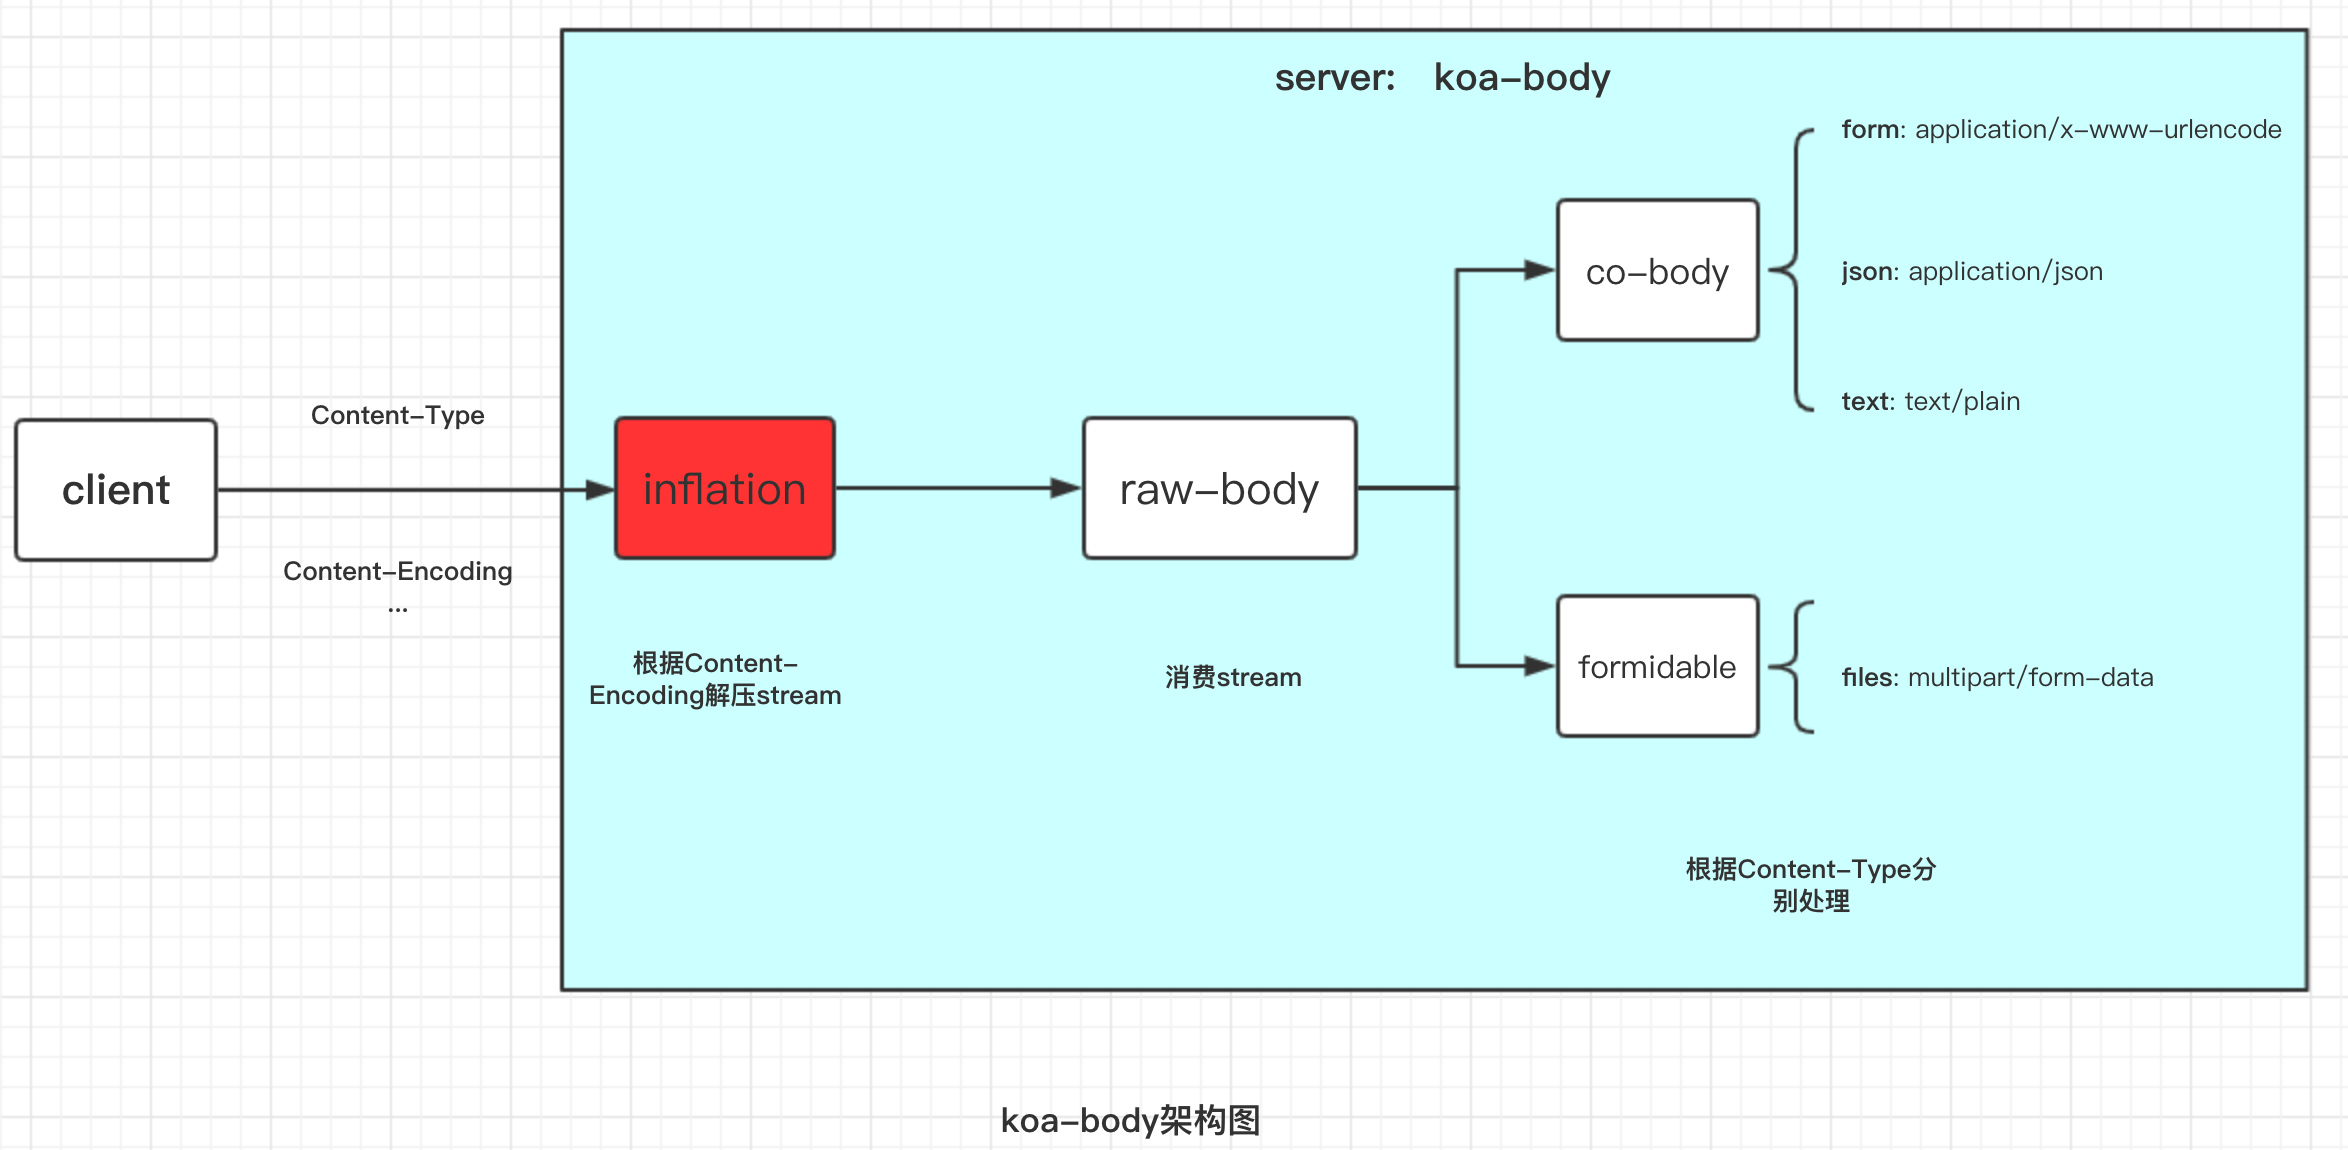 server: koa-body
form: application/x-www-urlencode
co-body
json: application/json
text: text/plain
Content-Type
client
inflation
raw-body
Content-Encoding
...
根据Content-
Encoding解压stream
消费stream
formidable
files: multipart/form-data
根据Content-Type分
别处理
koa-body架构图